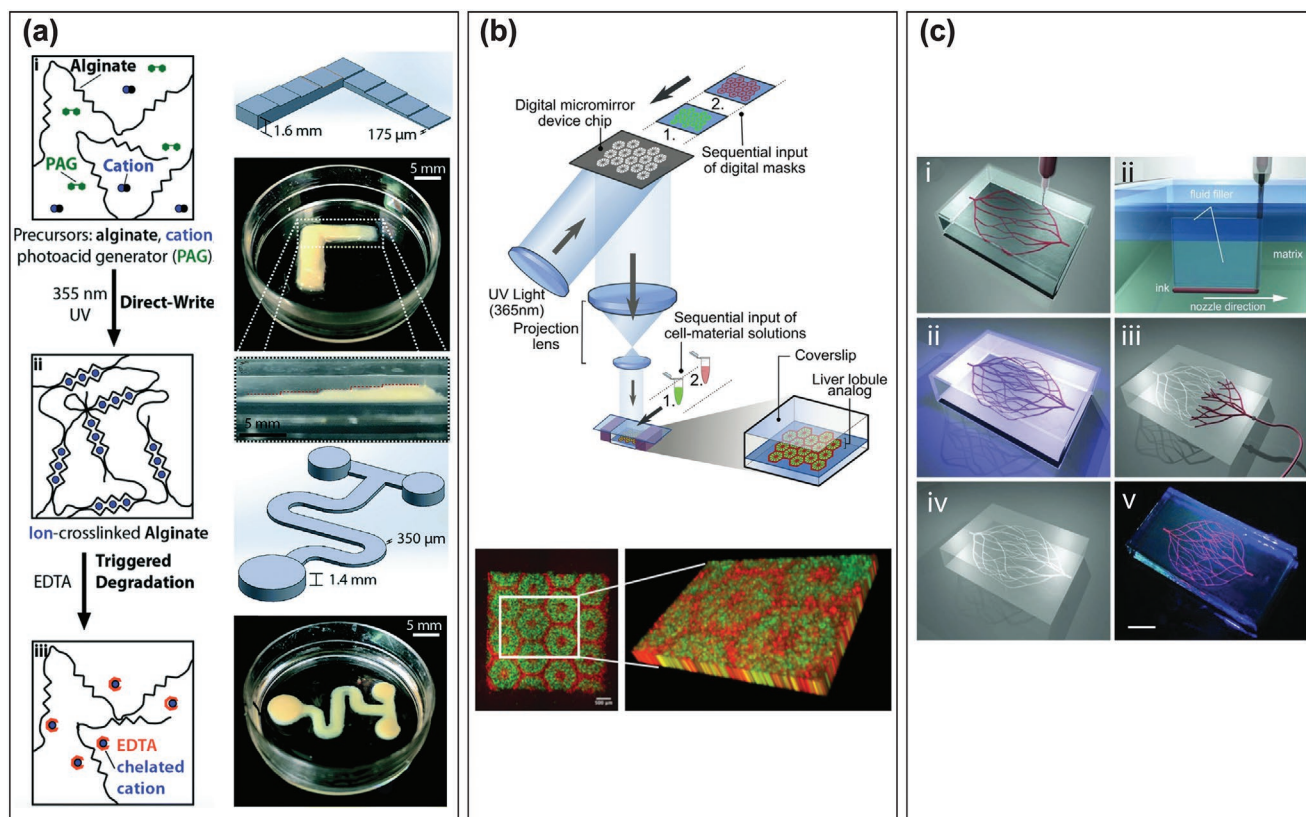 (a)
i
Alginate
PAG
Cation
Precursors: alginate, cation
photoacid generator (PAG)
355 nm
UV
Direct-Write
ii
Ion-crosslinked Alginate
EDTA
Triggered
Degradation
iii
EDTA
chelated
cation
1.6 mm
175 µm
5 mm
5 mm
350 µm
1.4 mm
5 mm
(b)
Digital micromirror
device chip
2.
1.
Sequential input
of digital masks
UV Light
(365nm)
Projection
lens
Sequential input of
cell-material solutions
2.
1.
Coverslip
Liver lobule
analog
500 µm
(c)
i
ii
fluid filler
matrix
ink
nozzle direction
ii
iii
iv
v